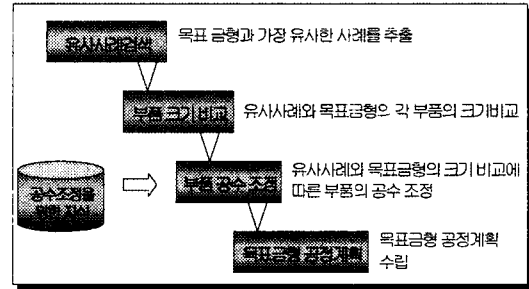 유사사례검색
목표 금형과 가장 유사한 사례를 추출
부품 크기 비교
유사사례와 목표금형의 각 부품의 크기비교
공수조정을
위한 지식
부품 공수 조정
유사사례와 목표금형의 크기 비교에
따른 부품의 공수 조정
목표금형 공정계획
목표금형 공정계획
수립